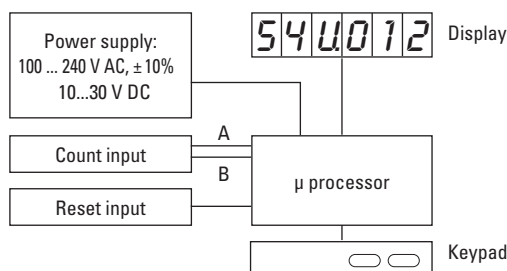 Power supply:
100 ... 240 V AC, ±10%
10...30 V DC
54U.012
Display
A
Count input
B
μ processor
Reset input
Keypad